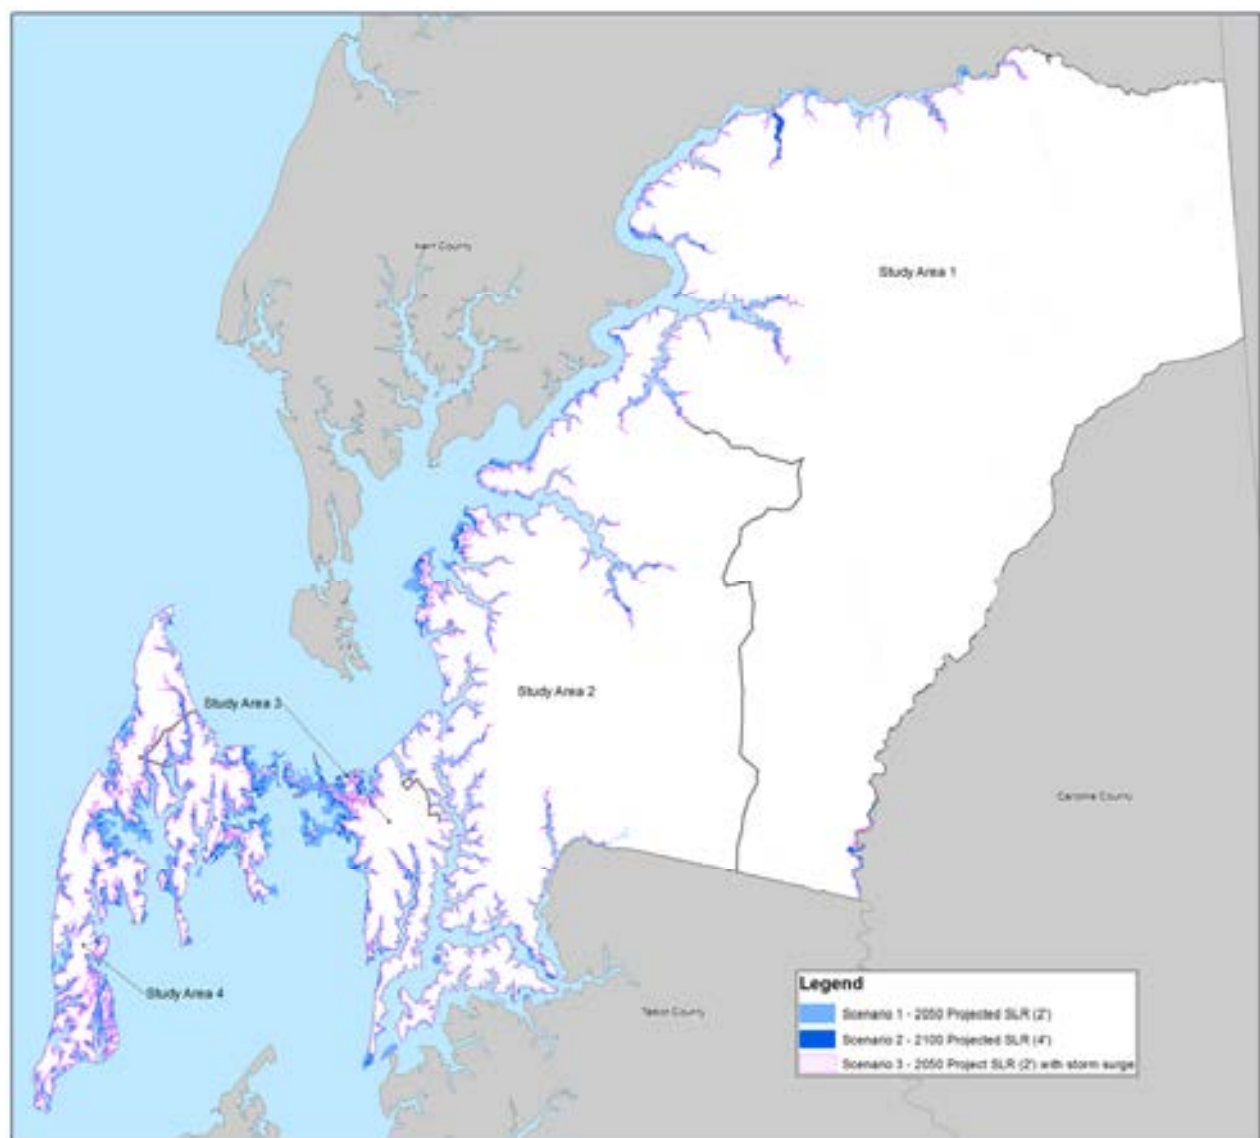 Kent County
Study Area 1
Study Area 2
Study Area 3
Caroline County
Study Area 4
Talbot County
Legend
Scenario 1 - 2050 Projected SLR (2')
Scenario 2 - 2100 Projected SLR (4')
Scenario 3 - 2050 Project SLR (2') with storm surge